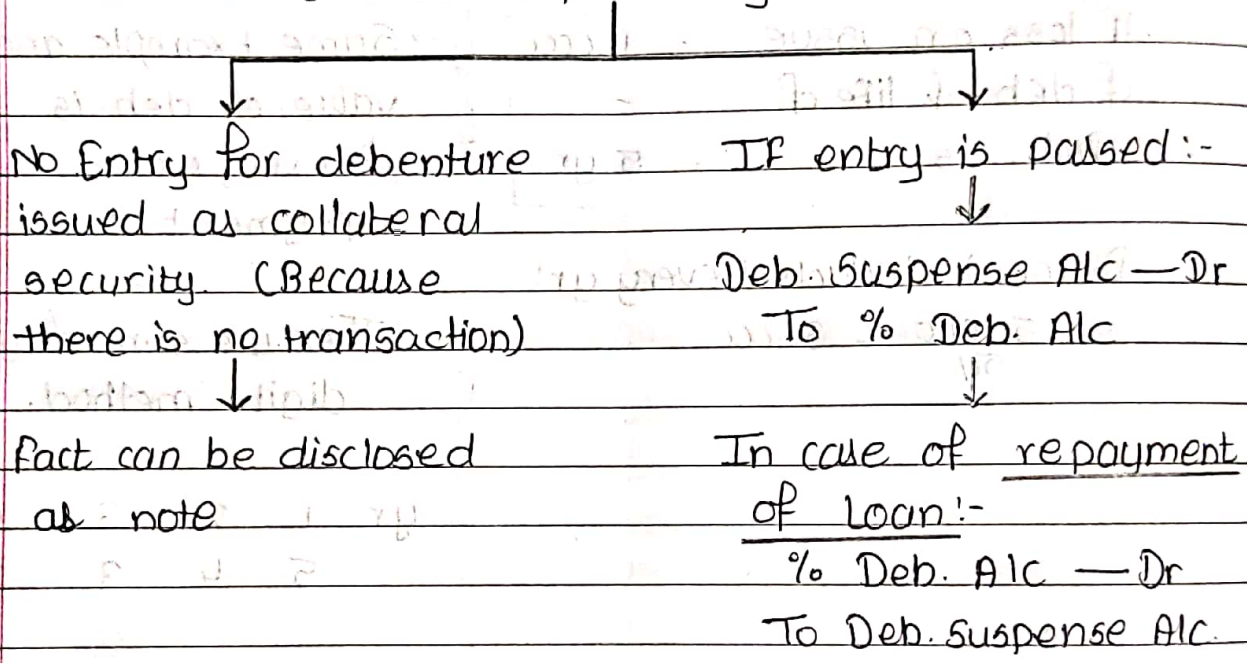 No Entry for debenture
issued as collateral
security. (Because
there is no transaction)
fact can be disclosed
as note
If entry is passed:-
Deb. Suspense A/c — Dr
To % Deb. A/c
In case of repayment
of Loan:-
% Deb. A/c — Dr
To Deb. Suspense A/c.